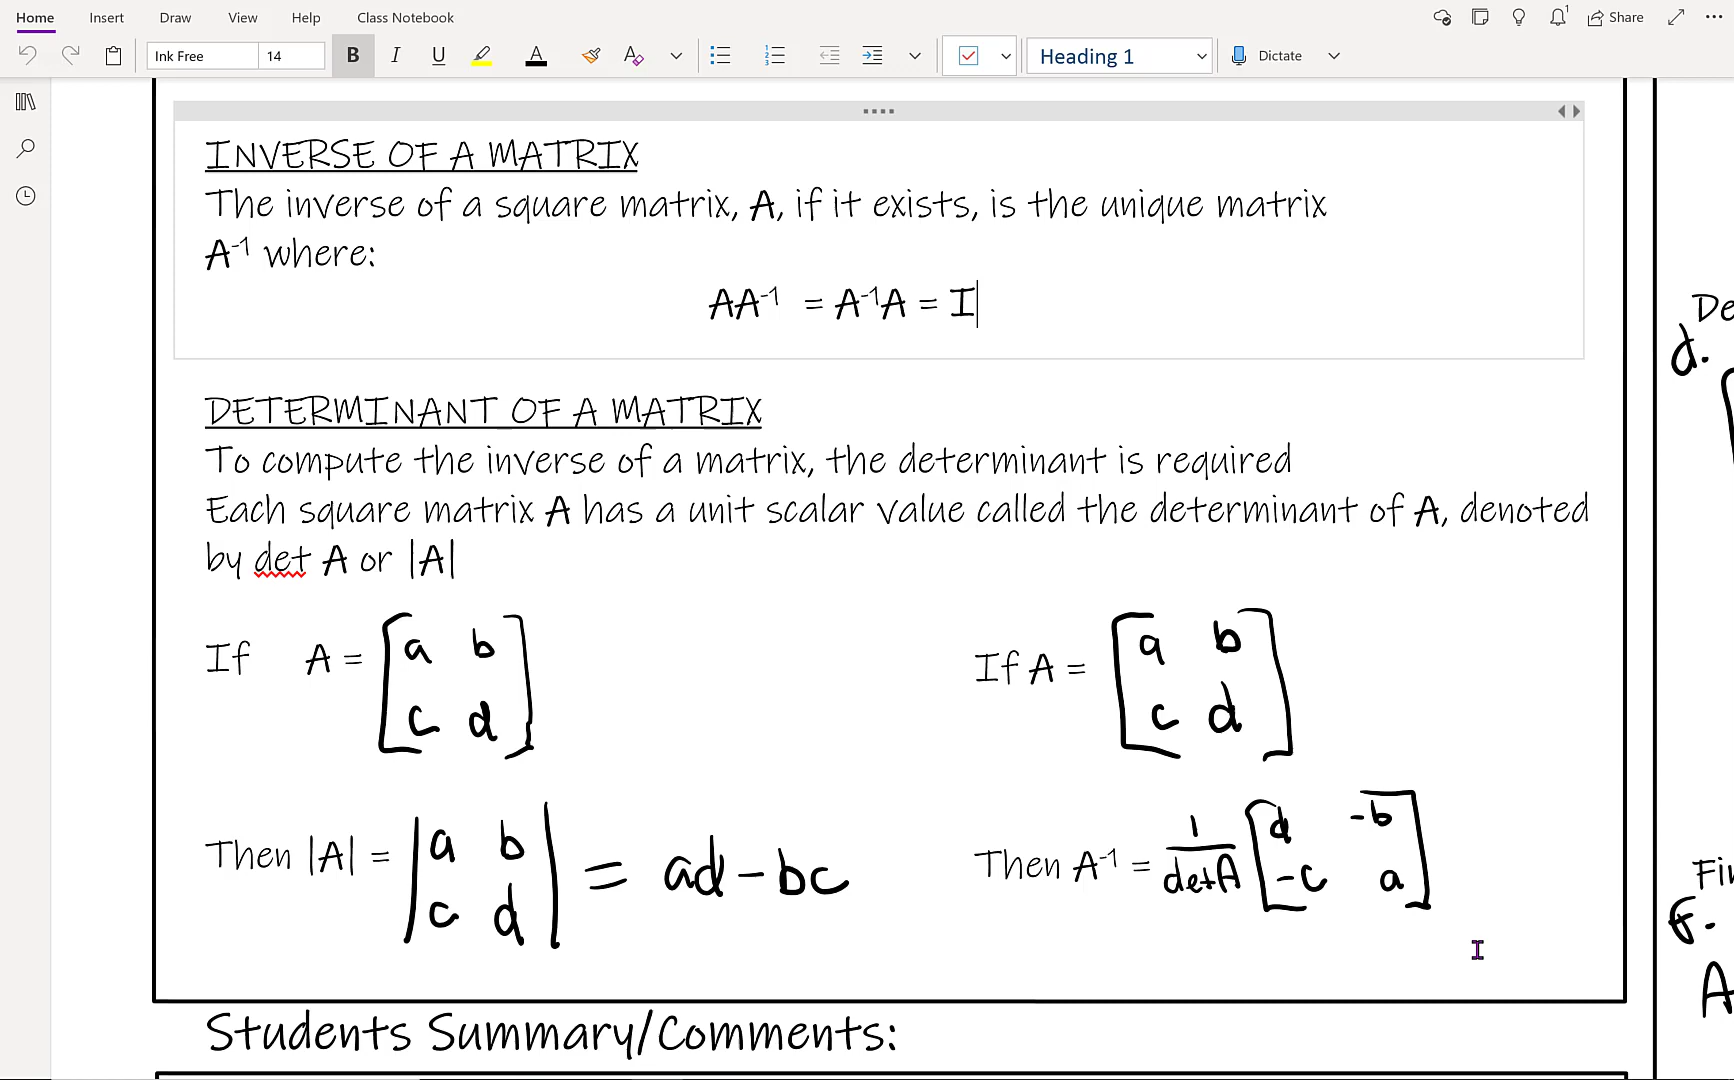 Home Insert Draw View Help Class Notebook
1 Share
Ink Free 14 B I U A A Heading 1 Dictate
INVERSE OF A MATRIX
The inverse of a square matrix, A, if it exists, is the unique matrix
A⁻¹ where:
AA⁻¹ = A⁻¹A = I
DETERMINANT OF A MATRIX
To compute the inverse of a matrix, the determinant is required
Each square matrix A has a unit scalar value called the determinant of A, denoted
by det A or |A|
If A = [a b
c d]
Then |A| = |a b
c d| = ad - bc
If A = [a b
c d]
Then A⁻¹ = 1/detA [d -b
-c a]
Students Summary/Comments:
De
d.
f.
A